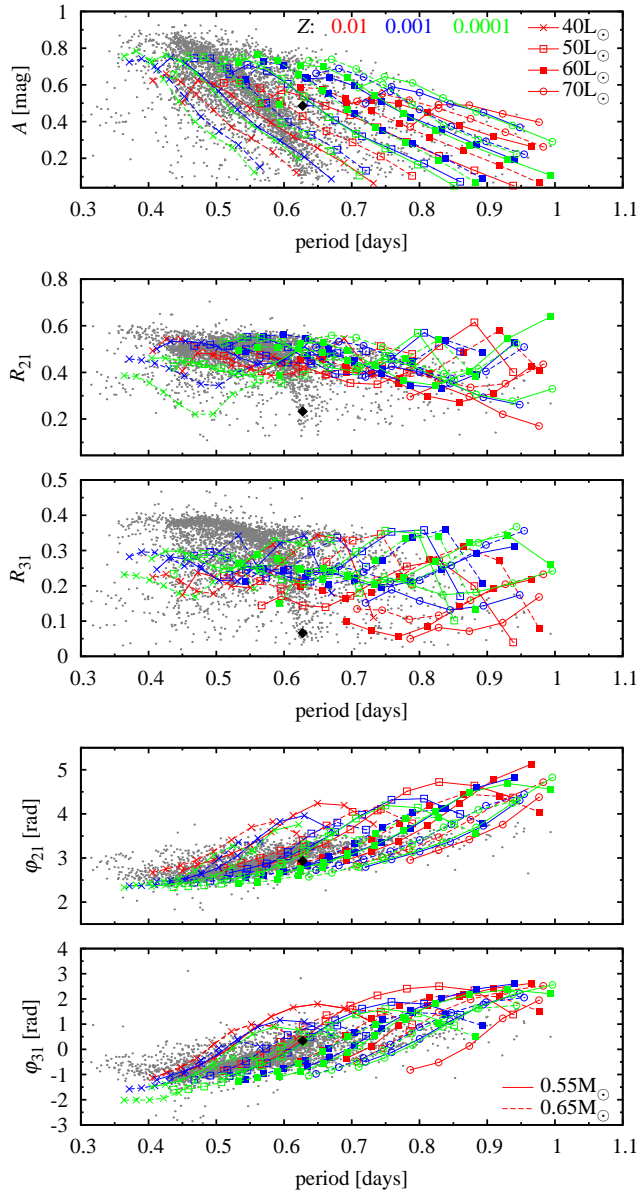 Z: 0.01 0.001 0.0001
40L⊙
50L⊙
60L⊙
70L⊙
A [mag]
0.8
0.6
0.4
0.2
0.3 0.4 0.5 0.6 0.7 0.8 0.9 1 1.1
period [days]
R21
0.8
0.6
0.4
0.2
R31
0.5
0.4
0.3
0.2
0.1
0
0.3 0.4 0.5 0.6 0.7 0.8 0.9 1 1.1
period [days]
φ21 [rad]
5
4
3
2
φ31 [rad]
4
3
2
1
0
-1
-2
-3
0.55M⊙
0.65M⊙
0.3 0.4 0.5 0.6 0.7 0.8 0.9 1 1.1
period [days]